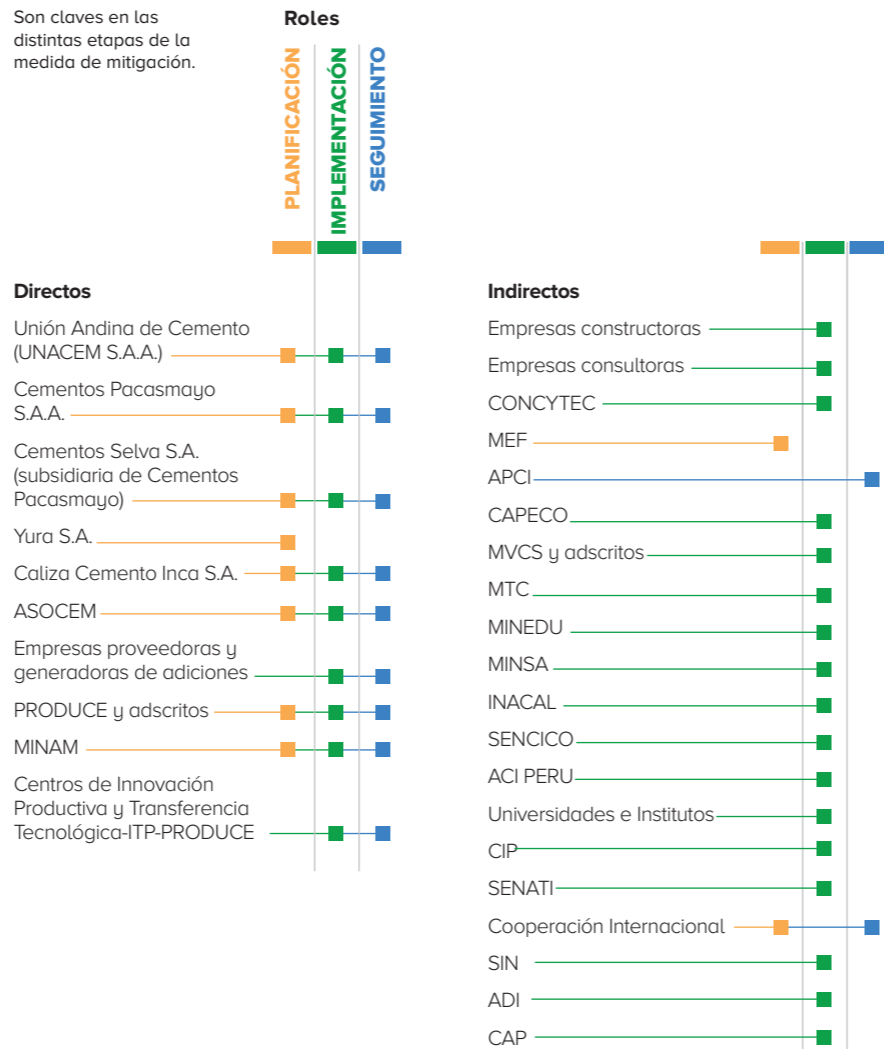 Son claves en las
distintas etapas de la
medida de mitigación.
Roles
PLANIFICACIÓN
IMPLEMENTACIÓN
SEGUIMIENTO
Directos
Unión Andina de Cemento
(UNACEM S.A.A.)
Cementos Pacasmayo
S.A.A.
Cementos Selva S.A.
(subsidiaria de Cementos
Pacasmayo)
Yura S.A.
Caliza Cemento Inca S.A.
ASOCEM
Empresas proveedoras y
generadoras de adiciones
PRODUCE y adscritos
MINAM
Centros de Innovación
Productiva y Transferencia
Tecnológica-ITP-PRODUCE
Indirectos
Empresas constructoras
Empresas consultoras
CONCYTEC
MEF
APCI
CAPECO
MVCS y adscritos
MTC
MINEDU
MINSA
INACAL
SENCICO
ACI PERU
Universidades e Institutos
CIP
SENATI
Cooperación Internacional
SIN
ADI
CAP